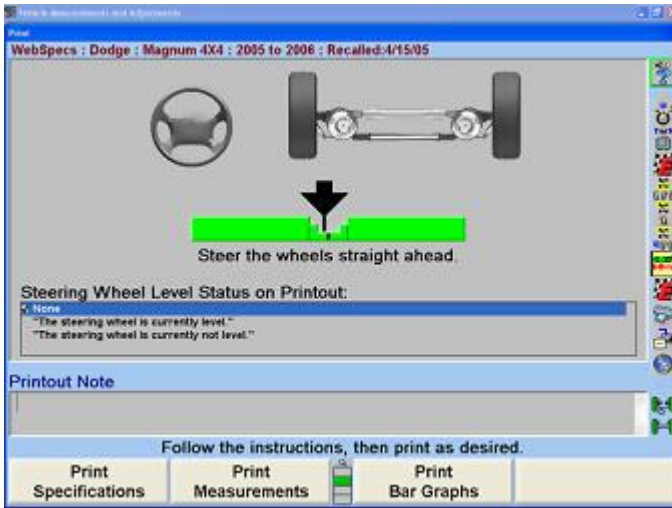 Print
WebSpecs : Dodge : Magnum 4X4 : 2005 to 2006 : Recalled:4/15/05
Steer the wheels straight ahead.
Steering Wheel Level Status on Printout:
None
"The steering wheel is currently level."
"The steering wheel is currently not level."
Printout Note
Follow the instructions, then print as desired.
Print
Specifications
Print
Measurements
Print
Bar Graphs